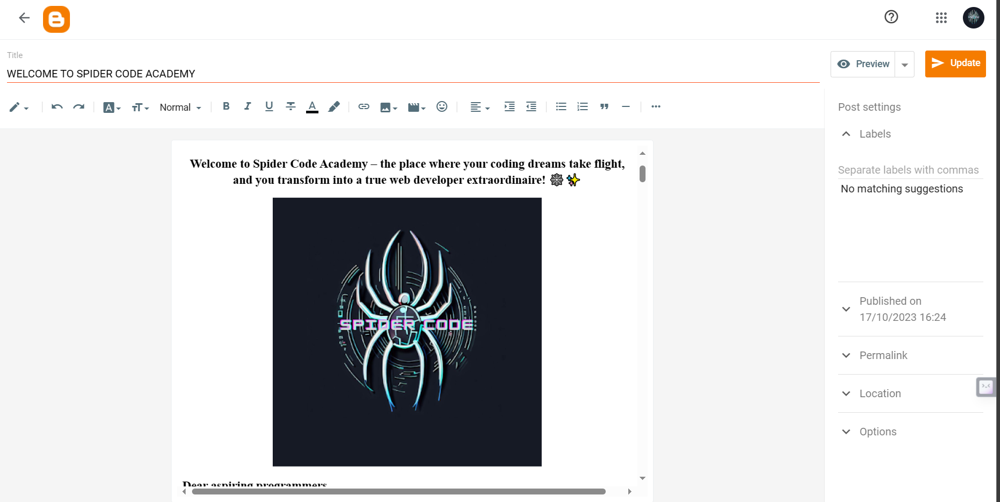 Title
WELCOME TO SPIDER CODE ACADEMY
Preview
Update
Normal
Post settings
Labels
Separate labels with commas
No matching suggestions
Published on
17/10/2023 16:24
Permalink
Location
Options
Welcome to Spider Code Academy – the place where your coding dreams take flight,
and you transform into a true web developer extraordinaire! 🕸️ ✨
SPIDER CODE
Dear aspiring programmers